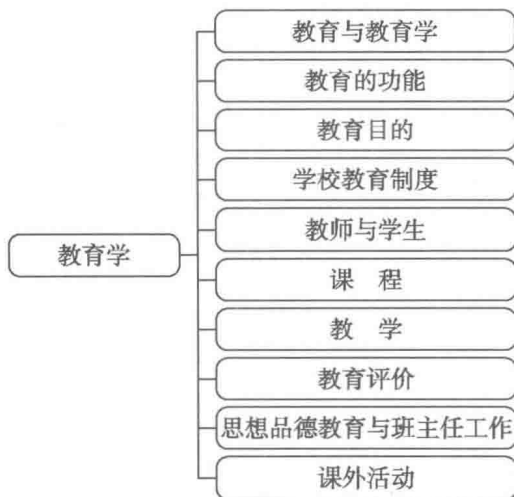 教育学
教育与教育学
教育的功能
教育目的
学校教育制度
教师与学生
课 程
教 学
教育评价
思想品德教育与班主任工作
课外活动